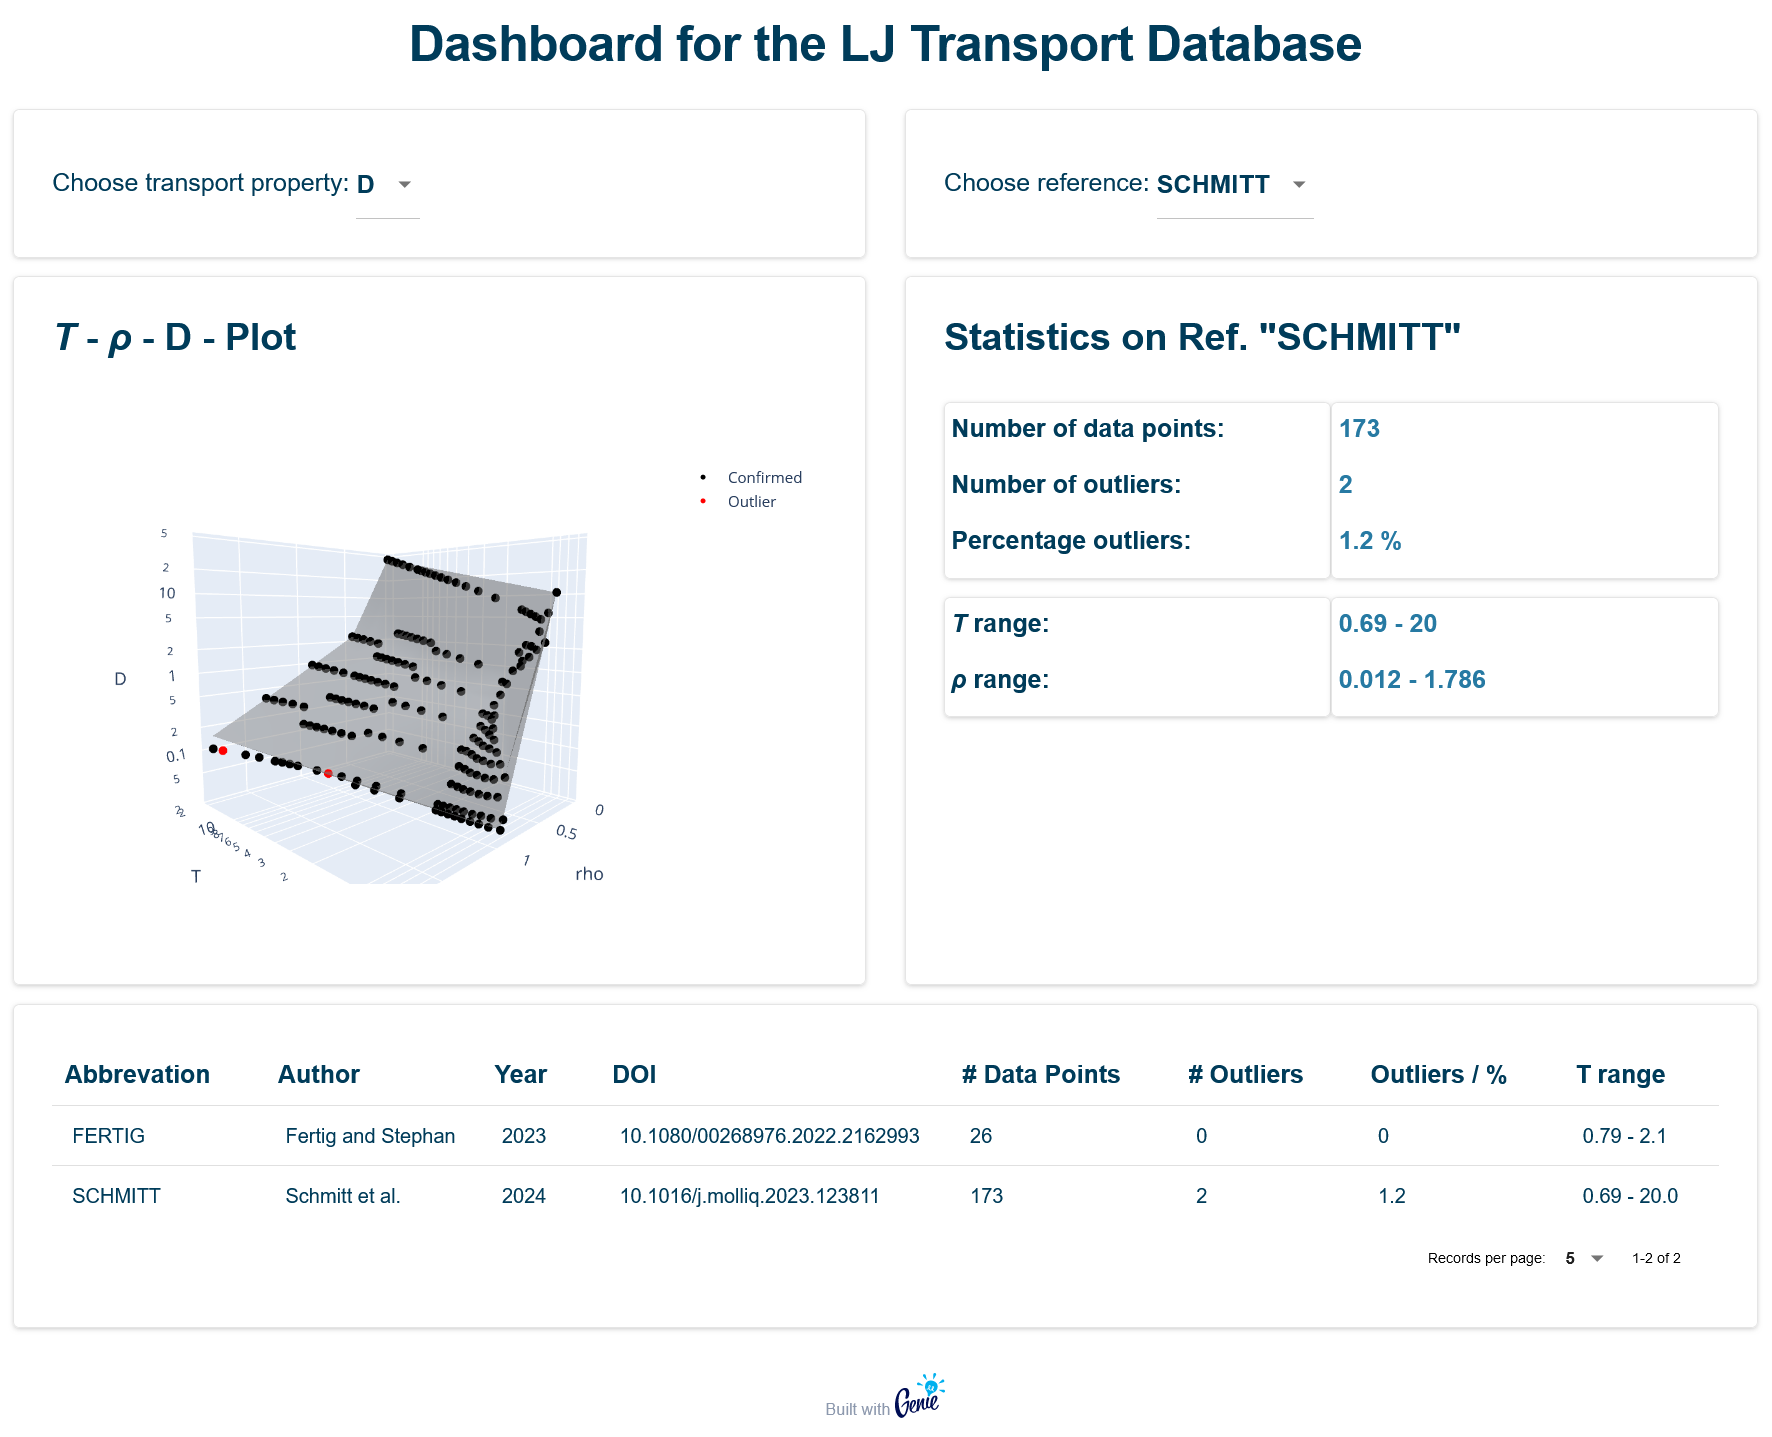 Dashboard for the LJ Transport Database
Choose transport property: D
Choose reference: SCHMITT
T - ρ - D - Plot
Confirmed
Outlier
5
2
10
5
2
1
5
2
0.1
5
2
D
2
10
6
5
4
3
2
T
0
0.5
1
rho
Statistics on Ref. "SCHMITT"
Number of data points: 173
Number of outliers: 2
Percentage outliers: 1.2 %
T range: 0.69 - 20
ρ range: 0.012 - 1.786
Abbrevation Author Year DOI # Data Points # Outliers Outliers / % T range
FERTIG Fertig and Stephan 2023 10.1080/00268976.2022.2162993 26 0 0 0.79 - 2.1
SCHMITT Schmitt et al. 2024 10.1016/j.molliq.2023.123811 173 2 1.2 0.69 - 20.0
Records per page: 5 1-2 of 2
Built with Genie